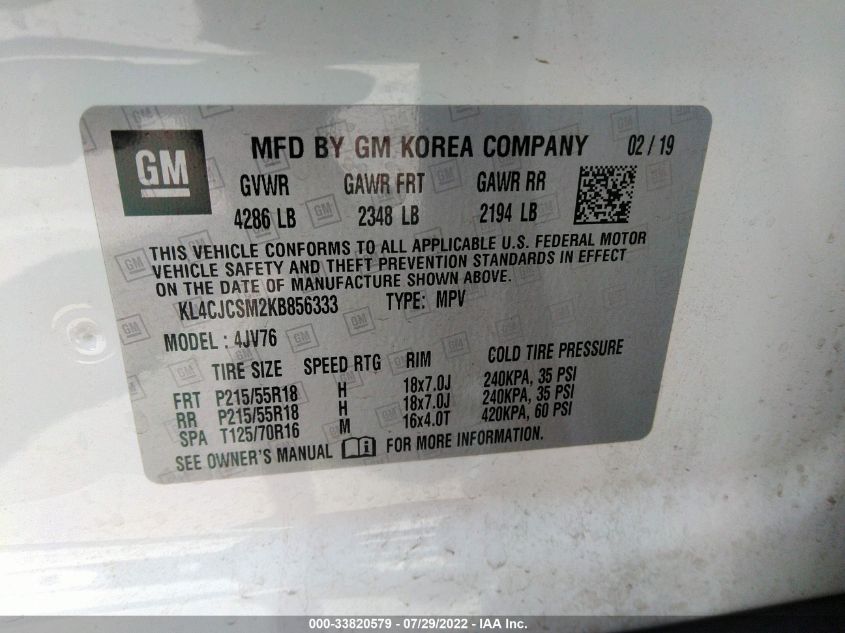 GM
MFD BY GM KOREA COMPANY 02 / 19
GVWR GAWR FRT GAWR RR
4286 LB 2348 LB 2194 LB
THIS VEHICLE CONFORMS TO ALL APPLICABLE U.S. FEDERAL MOTOR
VEHICLE SAFETY AND THEFT PREVENTION STANDARDS IN EFFECT
ON THE DATE OF MANUFACTURE SHOWN ABOVE.
KL4CJCSM2KB856333 TYPE: MPV
MODEL : 4JV76
TIRE SIZE SPEED RTG RIM COLD TIRE PRESSURE
FRT P215/55R18 H 18x7.0J 240KPA, 35 PSI
RR P215/55R18 H 18x7.0J 240KPA, 35 PSI
SPA T125/70R16 M 16x4.0T 420KPA, 60 PSI
SEE OWNER'S MANUAL FOR MORE INFORMATION.
000-33820579 - 07/29/2022 - IAA Inc.